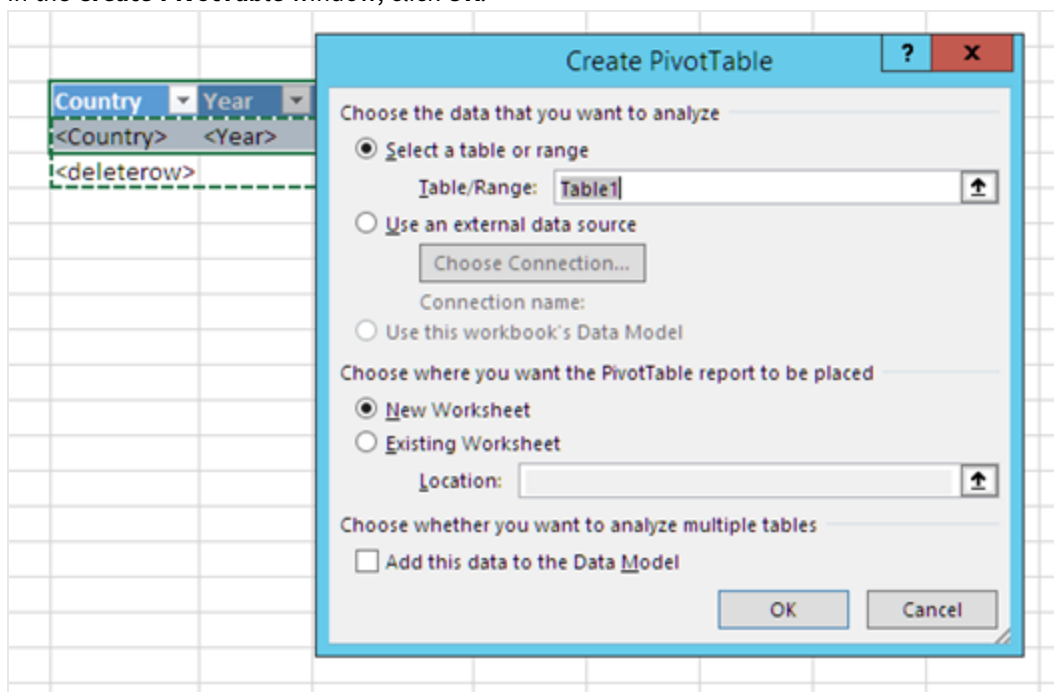 In the Create PivotTable window, click OK.
Create PivotTable
?
x
Country Year
<Country> <Year>
<deleterow>
Choose the data that you want to analyze
Select a table or range
Table/Range: Table1
Use an external data source
Choose Connection...
Connection name:
Use this workbook's Data Model
Choose where you want the PivotTable report to be placed
New Worksheet
Existing Worksheet
Location:
Choose whether you want to analyze multiple tables
Add this data to the Data Model
OK Cancel